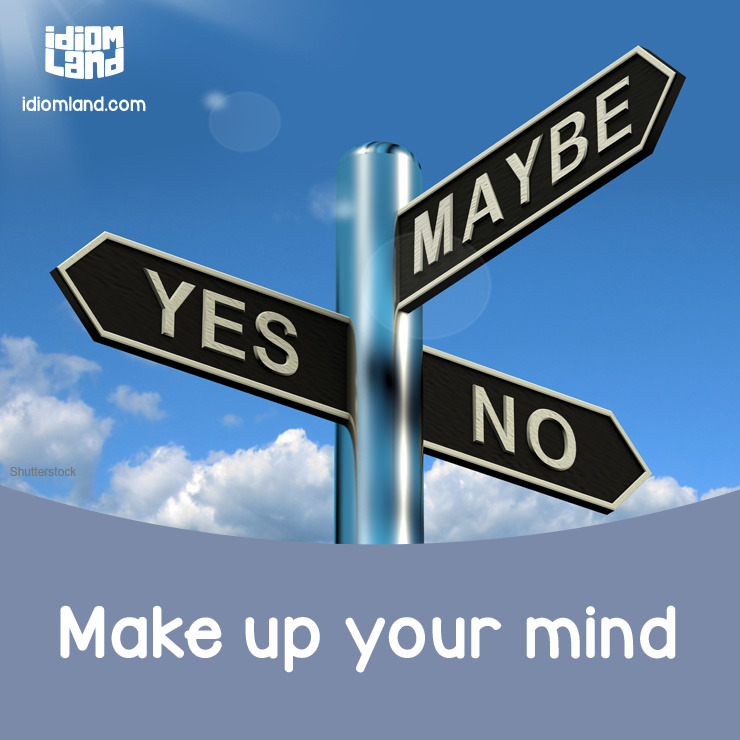 idiom
Land
idiomland.com
MAYBE
YES
NO
Shutterstock
Make up your mind